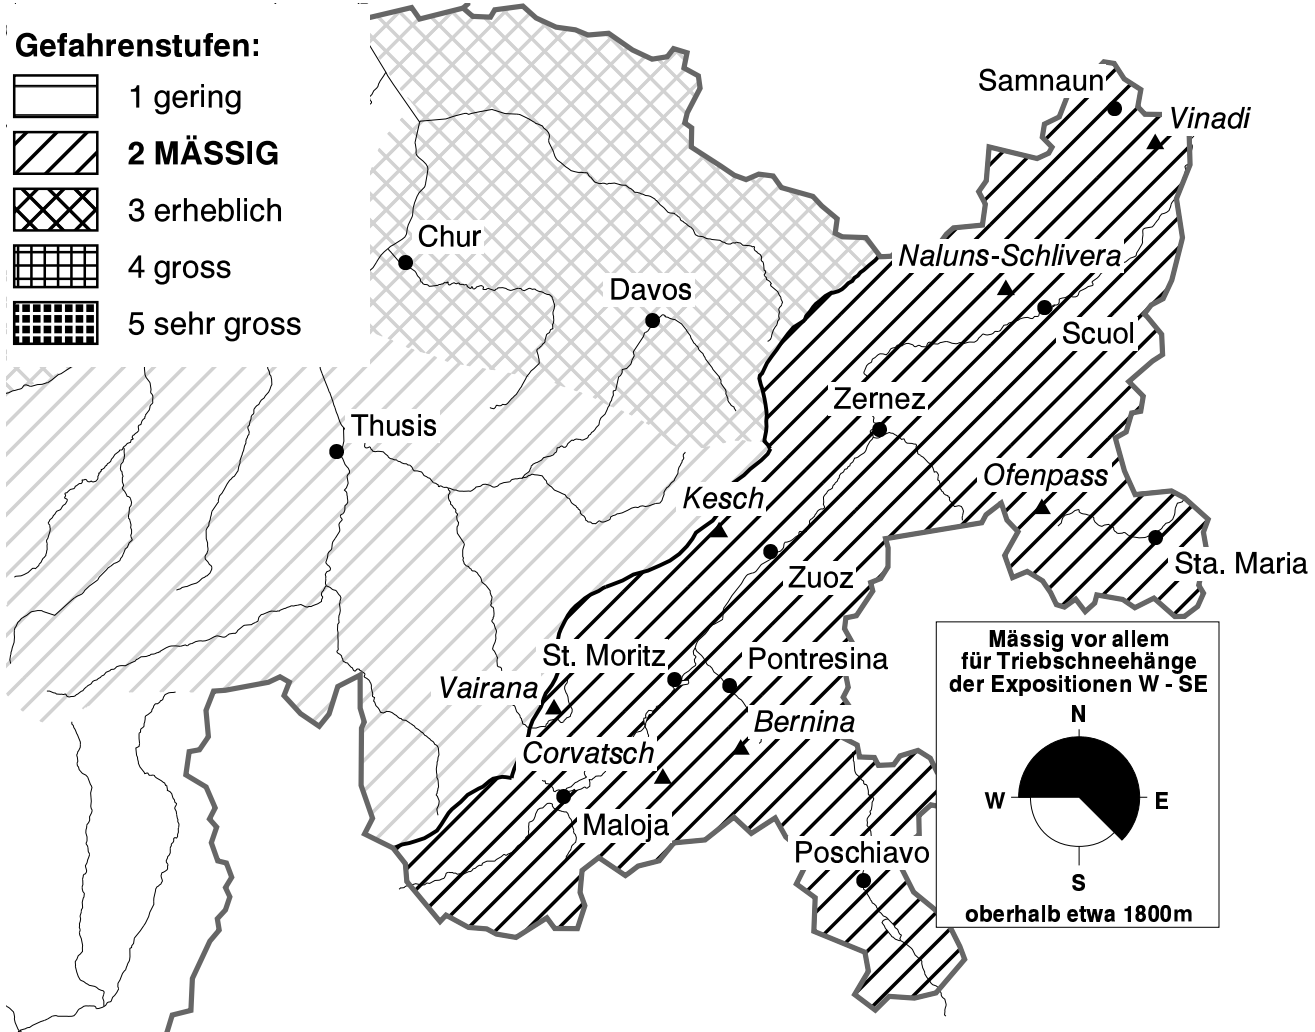 Gefahrenstufen:
1 gering
2 MÄSSIG
3 erheblich
4 gross
5 sehr gross
Samnaun
Vinadi
Chur
Naluns-Schlivera
Davos
Scuol
Zernez
Thusis
Ofenpass
Kesch
Sta. Maria
Zuoz
St. Moritz
Pontresina
Vairana
Bernina
Corvatsch
Maloja
Poschiavo
Mässig vor allem
für Triebschneehänge
der Expositionen W - SE
N
W E
S
oberhalb etwa 1800m